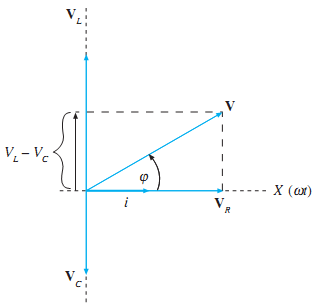 V_L
V
V_L – V_C
φ
X (ωt)
i
V_R
V_C